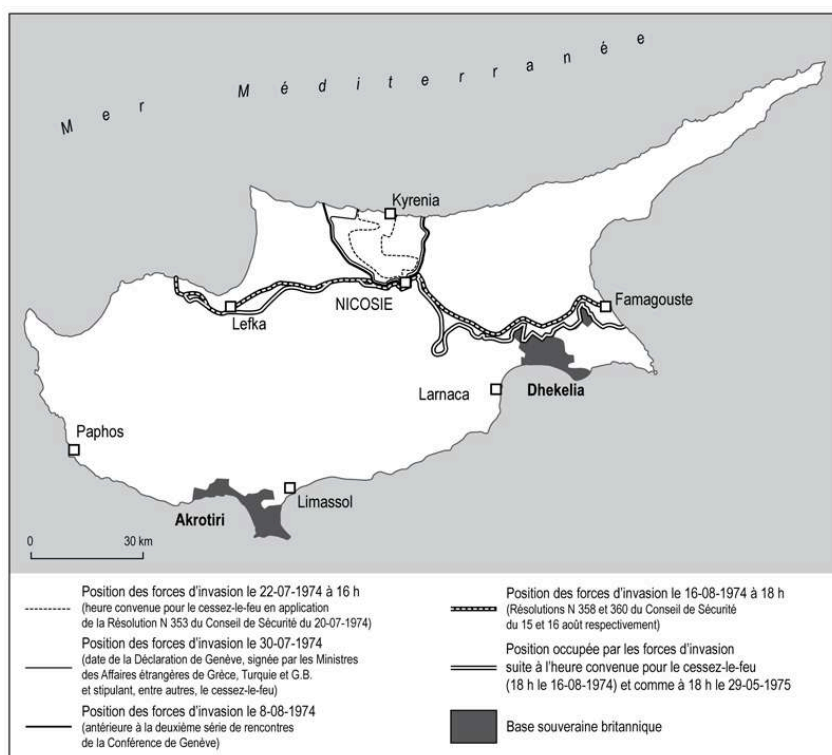 Mer Méditerranée
Kyrenia
NICOSIE
Famagouste
Lefka
Larnaca
Dhekelia
Paphos
Limassol
Akrotiri
0 30 km
Position des forces d'invasion le 22-07-1974 à 16 h
(heure convenue pour le cessez-le-feu en application
de la Résolution N 353 du Conseil de Sécurité du 20-07-1974)
Position des forces d'invasion le 30-07-1974
(date de la Déclaration de Genève, signée par les Ministres
des Affaires étrangères de Grèce, Turquie et G.B.
et stipulant, entre autres, le cessez-le-feu)
Position des forces d'invasion le 8-08-1974
(antérieure à la deuxième série de rencontres
de la Conférence de Genève)
Position des forces d'invasion le 16-08-1974 à 18 h
(Résolutions N 358 et 360 du Conseil de Sécurité
du 15 et 16 août respectivement)
Position occupée par les forces d'invasion
suite à l'heure convenue pour le cessez-le-feu
(18 h le 16-08-1974) et comme à 18 h le 29-05-1975
Base souveraine britannique